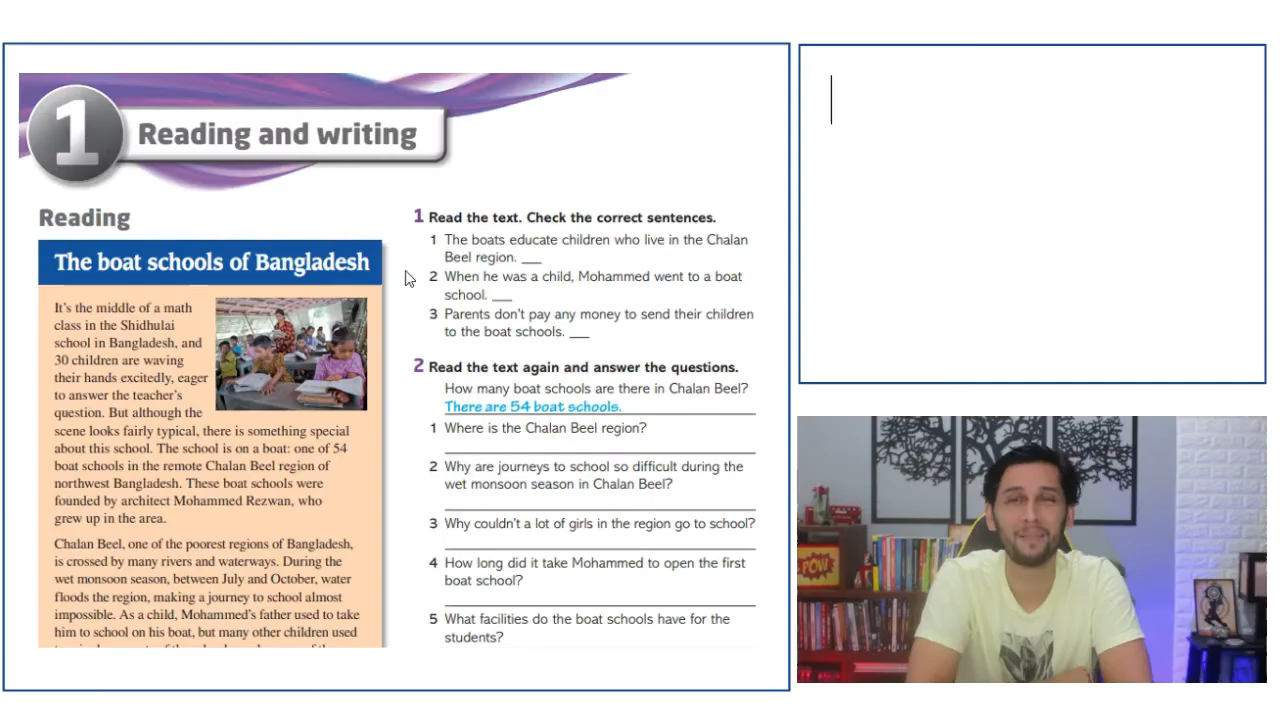 1
Reading and writing
Reading
The boat schools of Bangladesh
It's the middle of a math
class in the Shidhulai
school in Bangladesh, and
30 children are waving
their hands excitedly, eager
to answer the teacher's
question. But although the
scene looks fairly typical, there is something special
about this school. The school is on a boat: one of 54
boat schools in the remote Chalan Beel region of
northwest Bangladesh. These boat schools were
founded by architect Mohammed Rezwan, who
grew up in the area.
Chalan Beel, one of the poorest regions of Bangladesh,
is crossed by many rivers and waterways. During the
wet monsoon season, between July and October, water
floods the region, making a journey to school almost
impossible. As a child, Mohammed's father used to take
him to school on his boat, but many other children used
1 Read the text. Check the correct sentences.
1 The boats educate children who live in the Chalan
Beel region. ___
2 When he was a child, Mohammed went to a boat
school. ___
3 Parents don't pay any money to send their children
to the boat schools. ___
2 Read the text again and answer the questions.
How many boat schools are there in Chalan Beel?
There are 54 boat schools.
1 Where is the Chalan Beel region?
2 Why are journeys to school so difficult during the
wet monsoon season in Chalan Beel?
3 Why couldn't a lot of girls in the region go to school?
4 How long did it take Mohammed to open the first
boat school?
5 What facilities do the boat schools have for the
students?
POW